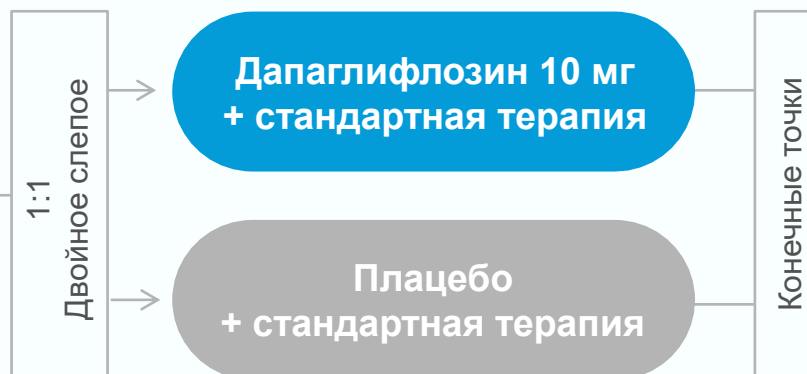 1:1
Двойное слепое
Дапаглифлозин 10 мг
+ стандартная терапия
Плацебо
+ стандартная терапия
Конечные точки